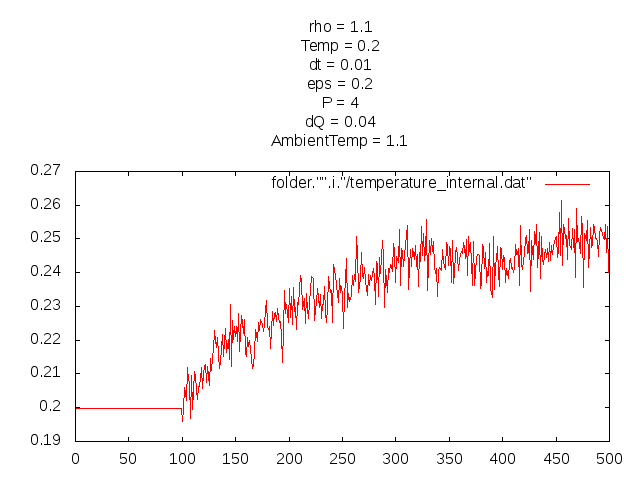 rho = 1.1
Temp = 0.2
dt = 0.01
eps = 0.2
P = 4
dQ = 0.04
AmbientTemp = 1.1
folder."".i."/temperature_internal.dat"
0.27
0.26
0.25
0.24
0.23
0.22
0.21
0.2
0.19
0 50 100 150 200 250 300 350 400 450 500